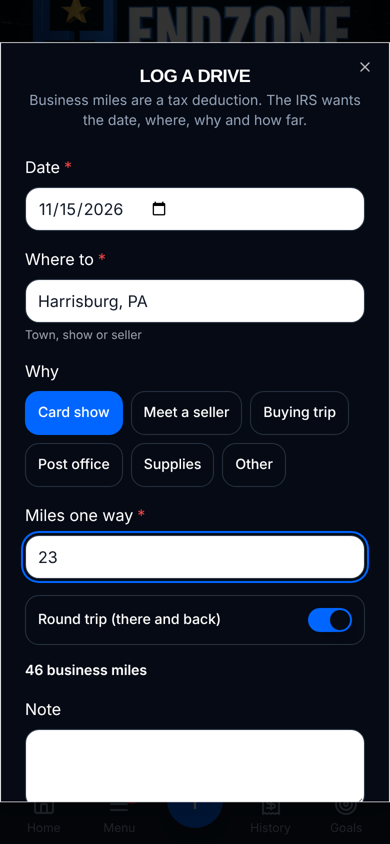 ENDZONE
LOG A DRIVE
Business miles are a tax deduction. The IRS wants
the date, where, why and how far.
Date *
11/15/2026
Where to *
Harrisburg, PA
Town, show or seller
Why
Card show
Meet a seller
Buying trip
Post office
Supplies
Other
Miles one way *
23
Round trip (there and back)
46 business miles
Note
Home
Menu
History
Goals